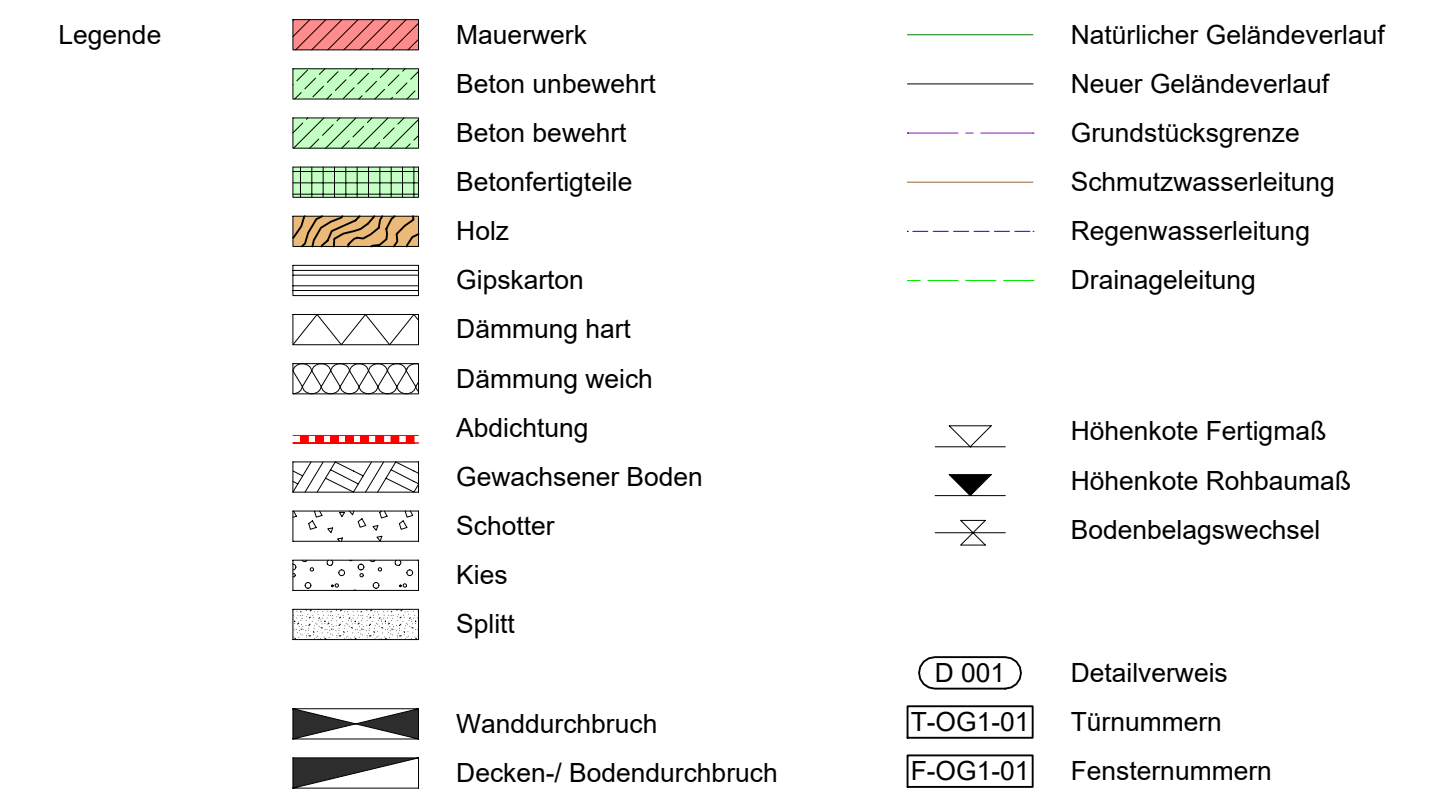 Legende
Mauerwerk
Beton unbewehrt
Beton bewehrt
Betonfertigteile
Holz
Gipskarton
Dämmung hart
Dämmung weich
Abdichtung
Gewachsener Boden
Schotter
Kies
Splitt
Wanddurchbruch
Decken-/ Bodendurchbruch
Natürlicher Geländeverlauf
Neuer Geländeverlauf
Grundstücksgrenze
Schmutzwasserleitung
Regenwasserleitung
Drainageleitung
Höhenkote Fertigmaß
Höhenkote Rohbaumaß
Bodenbelagswechsel
D 001 Detailverweis
T-OG1-01 Türnummern
F-OG1-01 Fensternummern